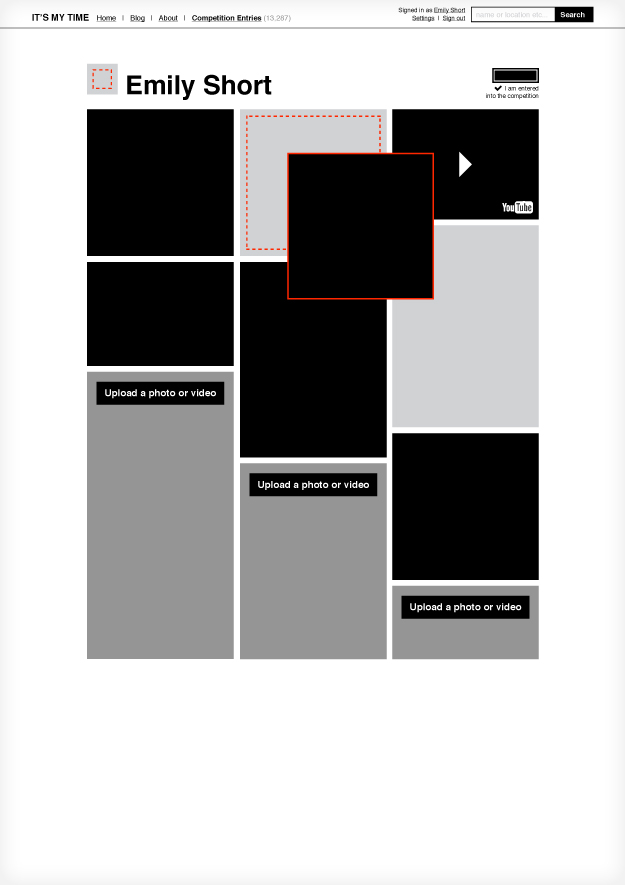 IT'S MY TIME Home | Blog | About | Competition Entries (13,287)
Signed in as Emily Short
Settings | Sign out
name or location etc...
Search
Emily Short
I am entered
into the competition
YouTube
Upload a photo or video
Upload a photo or video
Upload a photo or video